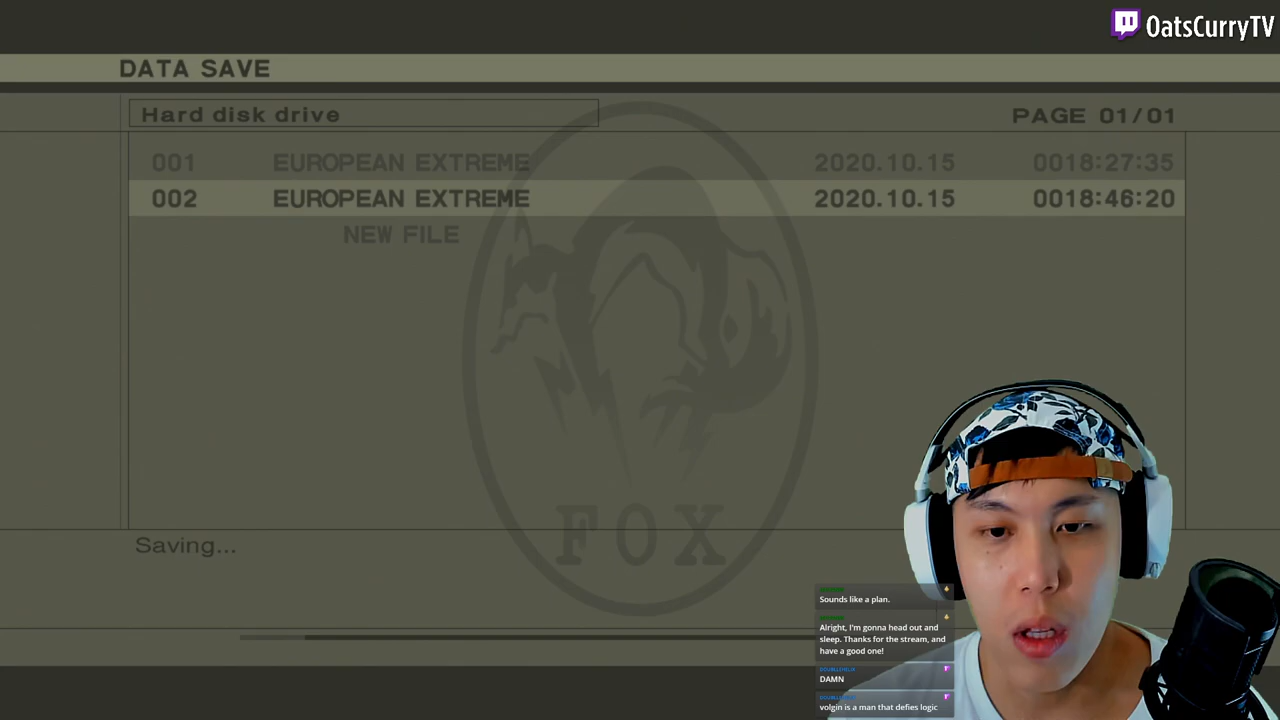 OatsCurryTV
DATA SAVE
Hard disk drive
PAGE 01/01
001 EUROPEAN EXTREME 2020.10.15 0018:27:35
002 EUROPEAN EXTREME 2020.10.15 0018:46:20
NEW FILE
FOX
Saving...
Sounds like a plan.
Alright, I'm gonna head out and
sleep. Thanks for the stream, and
have a good one!
DAMN
volgin is a man that defies logic